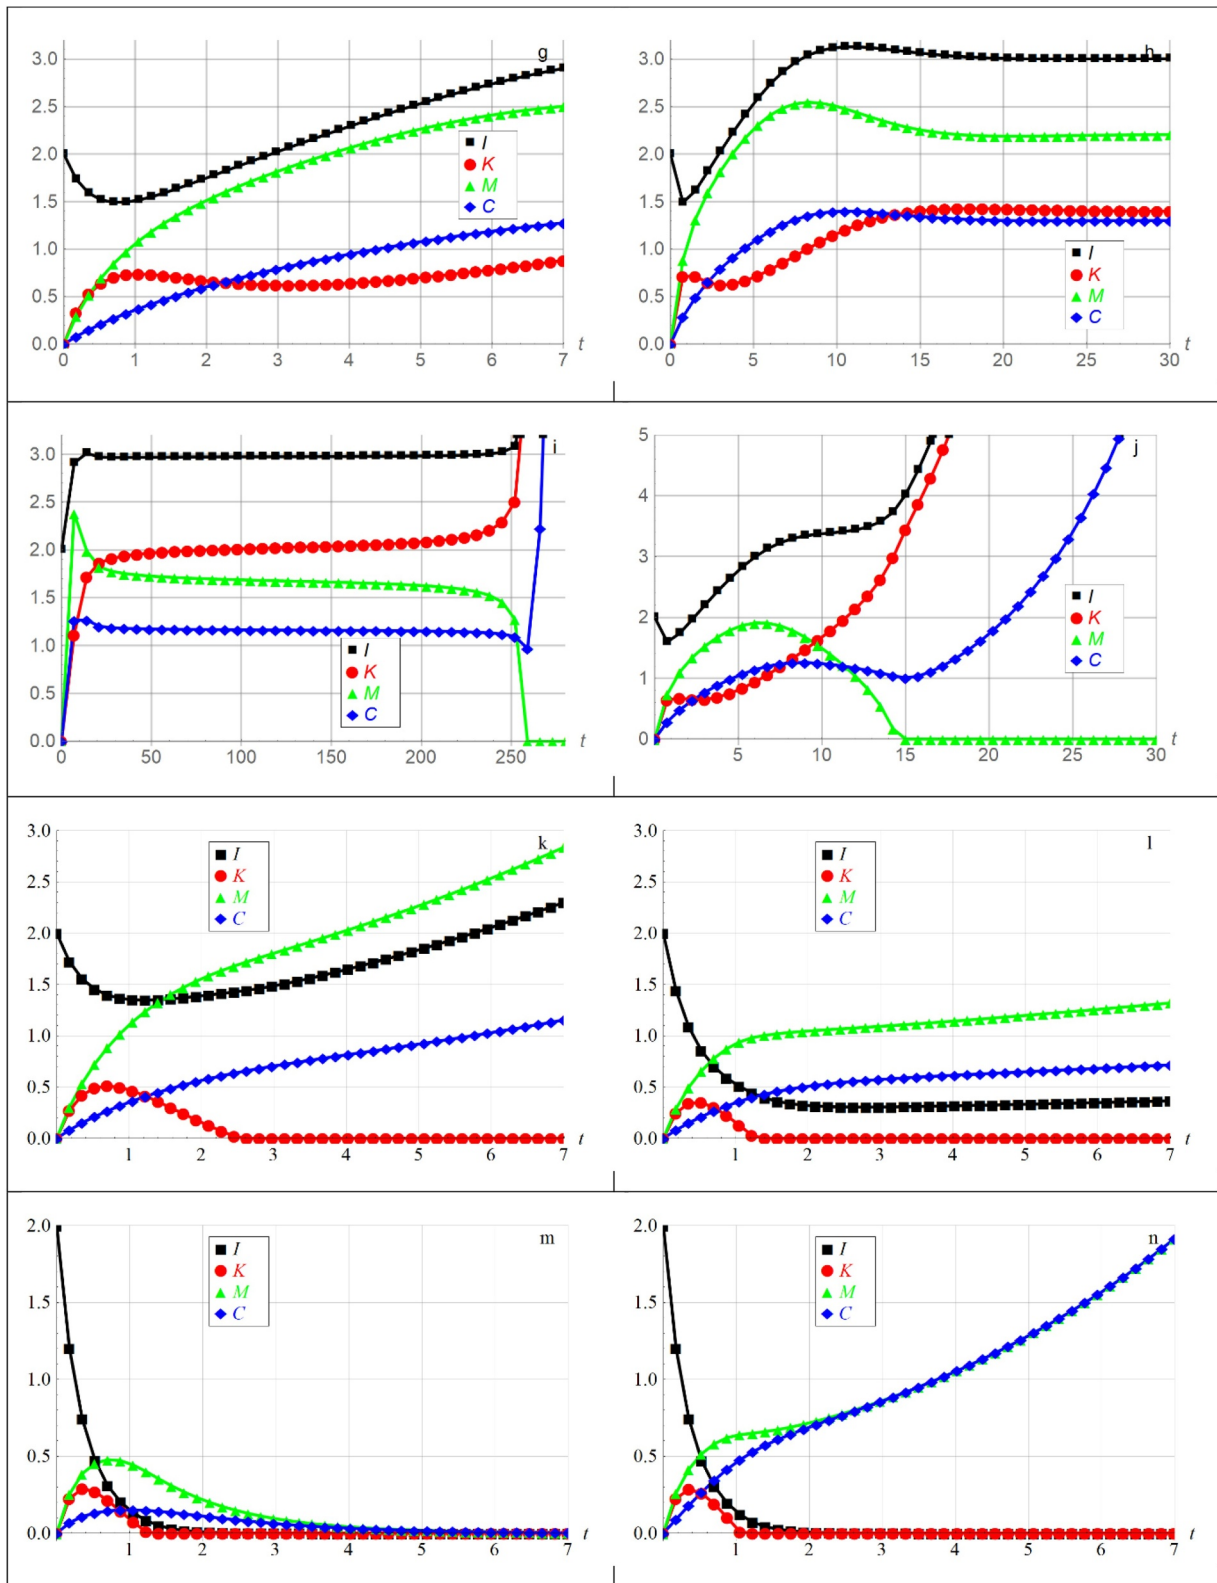 g
3.0
2.5
2.0
1.5
1.0
0.5
0.0
I
K
M
C
0 1 2 3 4 5 6 7 t
h
3.0
2.5
2.0
1.5
1.0
0.5
0.0
I
K
M
C
0 5 10 15 20 25 30 t
i
3.0
2.5
2.0
1.5
1.0
0.5
0.0
I
K
M
C
0 50 100 150 200 250 t
j
5
4
3
2
1
0
I
K
M
C
5 10 15 20 25 30 t
k
3.0
2.5
2.0
1.5
1.0
0.5
0.0
I
K
M
C
1 2 3 4 5 6 7 t
l
3.0
2.5
2.0
1.5
1.0
0.5
0.0
I
K
M
C
1 2 3 4 5 6 7 t
m
2.0
1.5
1.0
0.5
0.0
I
K
M
C
1 2 3 4 5 6 7 t
n
2.0
1.5
1.0
0.5
0.0
I
K
M
C
1 2 3 4 5 6 7 t